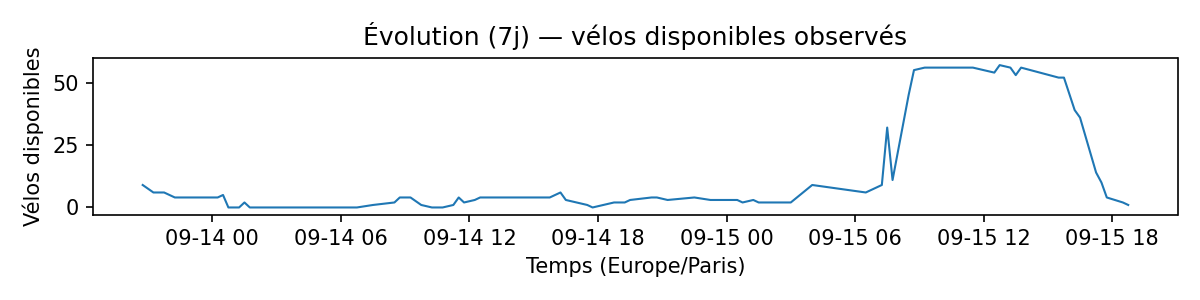 Évolution (7j) — vélos disponibles observés
Vélos disponibles
50
25
0
09-14 00 09-14 06 09-14 12 09-14 18 09-15 00 09-15 06 09-15 12 09-15 18
Temps (Europe/Paris)